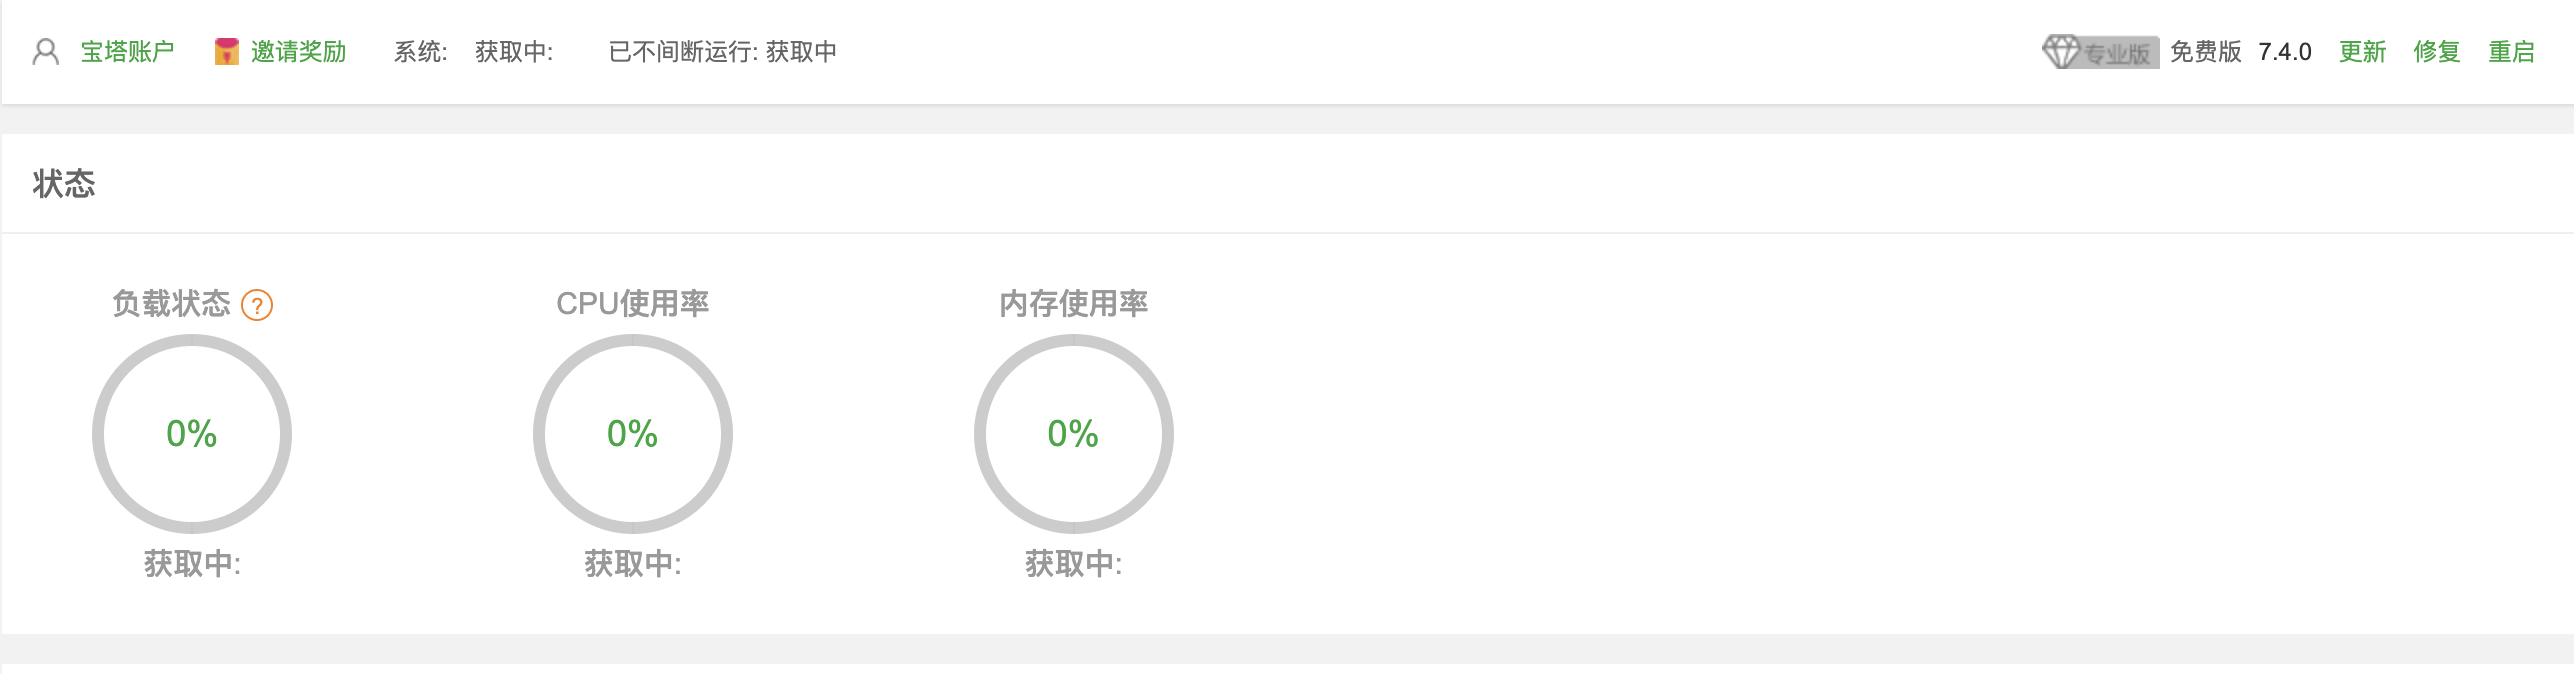 宝塔账户 邀请奖励 系统: 获取中: 已不间断运行: 获取中 专业版 免费版 7.4.0 更新 修复 重启
状态
负载状态 ? CPU使用率 内存使用率
0% 0% 0%
获取中: 获取中: 获取中: